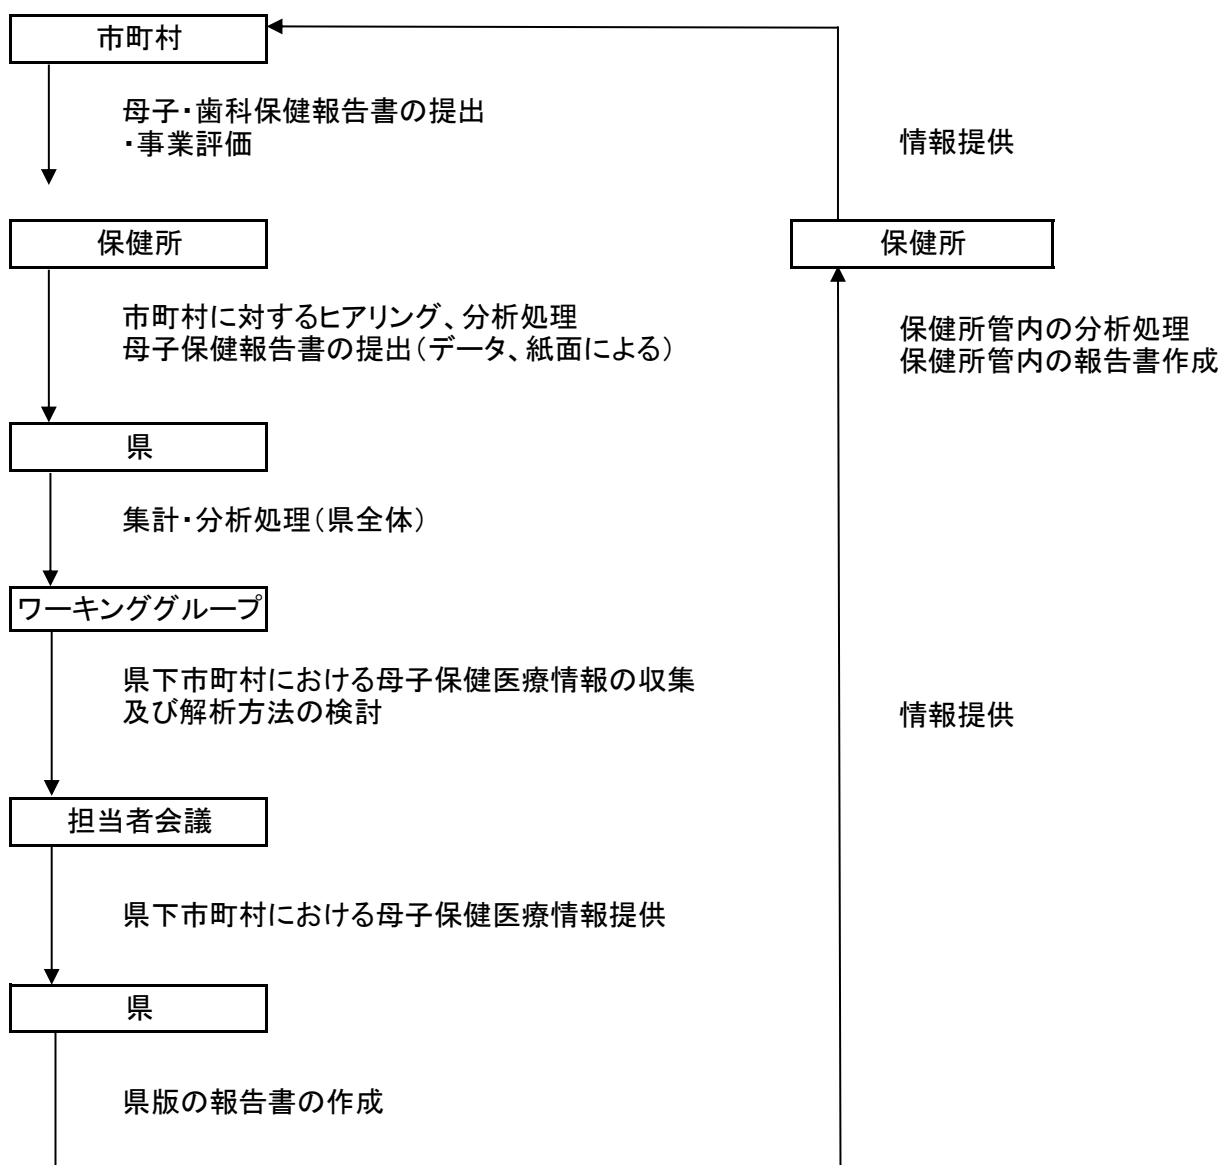 市町村
母子・歯科保健報告書の提出
・事業評価
情報提供
保健所
保健所
市町村に対するヒアリング、分析処理
母子保健報告書の提出（データ、紙面による）
保健所管内の分析処理
保健所管内の報告書作成
県
集計・分析処理（県全体）
ワーキンググループ
県下市町村における母子保健医療情報の収集
及び解析方法の検討
情報提供
担当者会議
県下市町村における母子保健医療情報提供
県
県版の報告書の作成